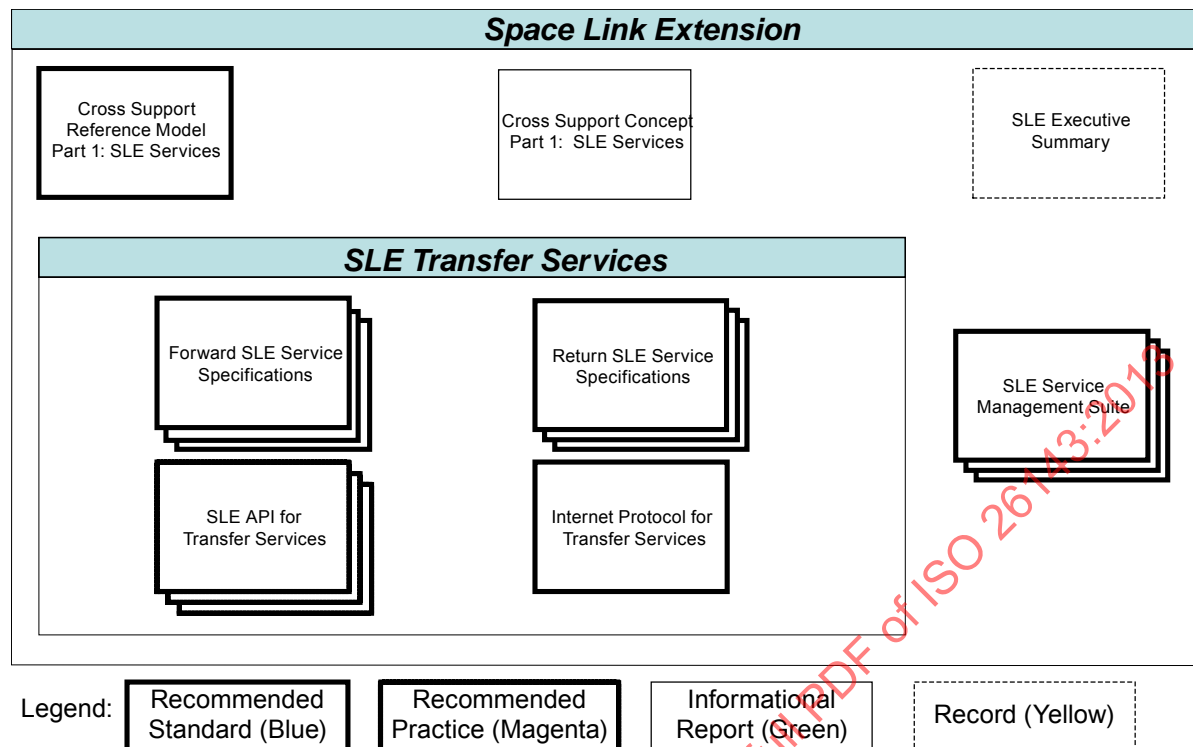 Space Link Extension
Cross Support
Reference Model
Part 1: SLE Services
Cross Support Concept
Part 1: SLE Services
SLE Executive
Summary
SLE Transfer Services
Forward SLE Service
Specifications
Return SLE Service
Specifications
SLE Service
Management Suite
SLE API for
Transfer Services
Internet Protocol for
Transfer Services
Legend:
Recommended
Standard (Blue)
Recommended
Practice (Magenta)
Informational
Report (Green)
Record (Yellow)
full PDF of ISO 26143:2013